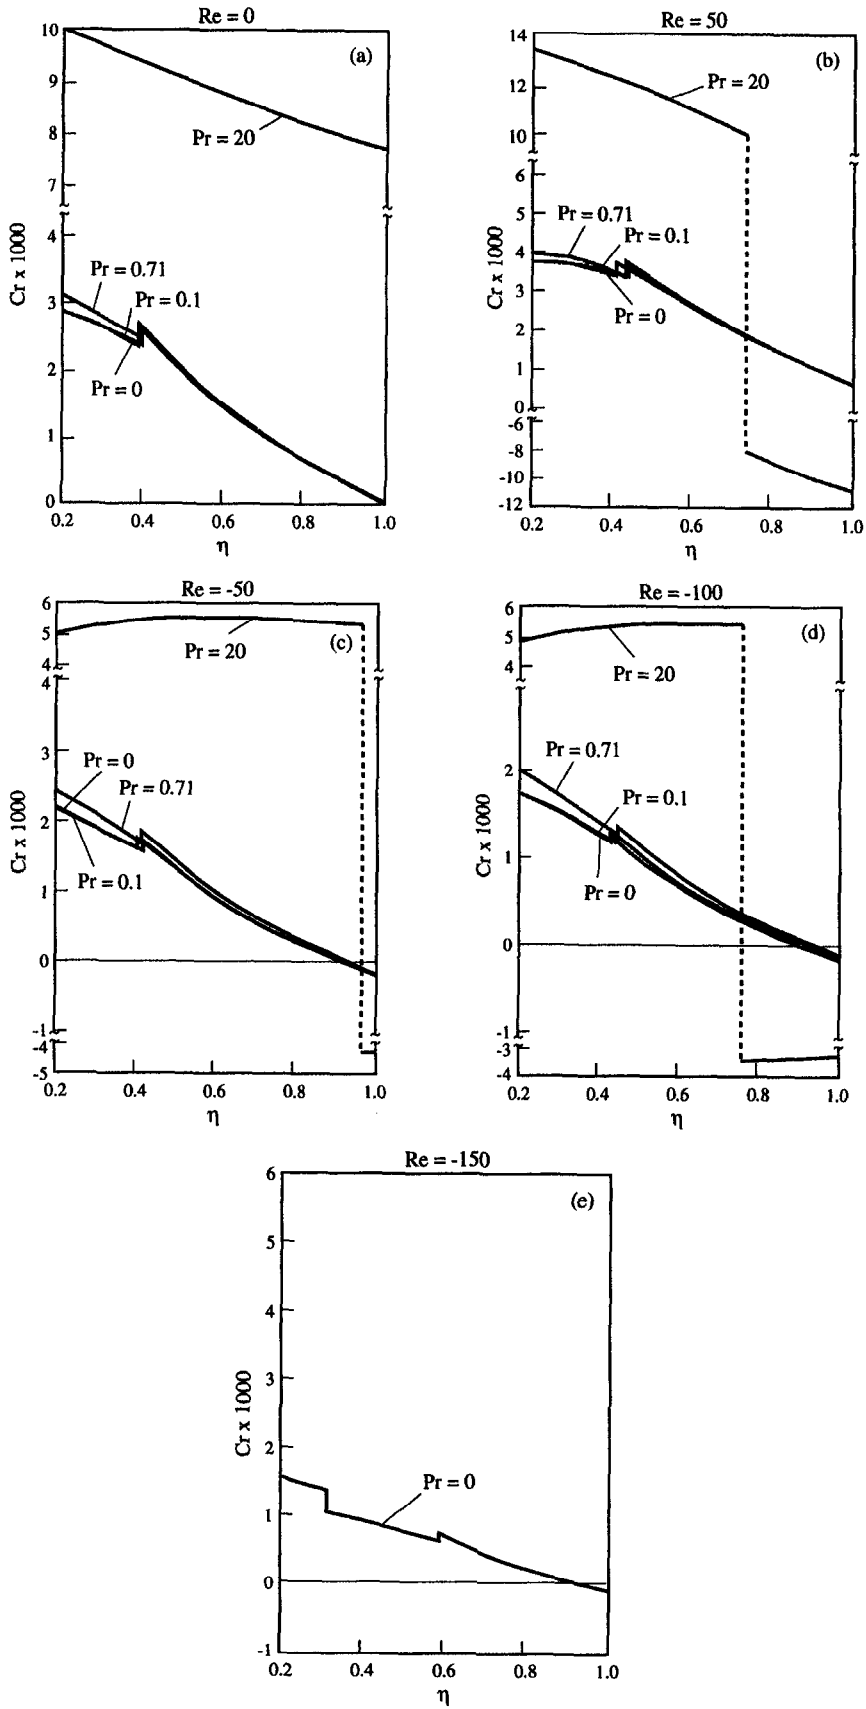 Re = 0
(a)
10
9
8
7
4
3
2
1
0
Cr x 1000
Pr = 20
Pr = 0.71
Pr = 0.1
Pr = 0
0.2 0.4 0.6 0.8 1.0
η
Re = 50
(b)
14
12
10
6
5
4
3
2
1
0
-6
-8
-10
-12
Cr x 1000
Pr = 20
Pr = 0.71
Pr = 0.1
Pr = 0
0.2 0.4 0.6 0.8 1.0
η
Re = -50
(c)
6
5
4
4
3
2
1
0
-1
-4
-5
Cr x 1000
Pr = 20
Pr = 0
Pr = 0.71
Pr = 0.1
0.2 0.4 0.6 0.8 1.0
η
Re = -100
(d)
6
5
4
2
1
0
-1
-3
-4
Cr x 1000
Pr = 20
Pr = 0.71
Pr = 0.1
Pr = 0
0.2 0.4 0.6 0.8 1.0
η
Re = -150
(e)
6
5
4
3
2
1
0
-1
Cr x 1000
Pr = 0
0.2 0.4 0.6 0.8 1.0
η